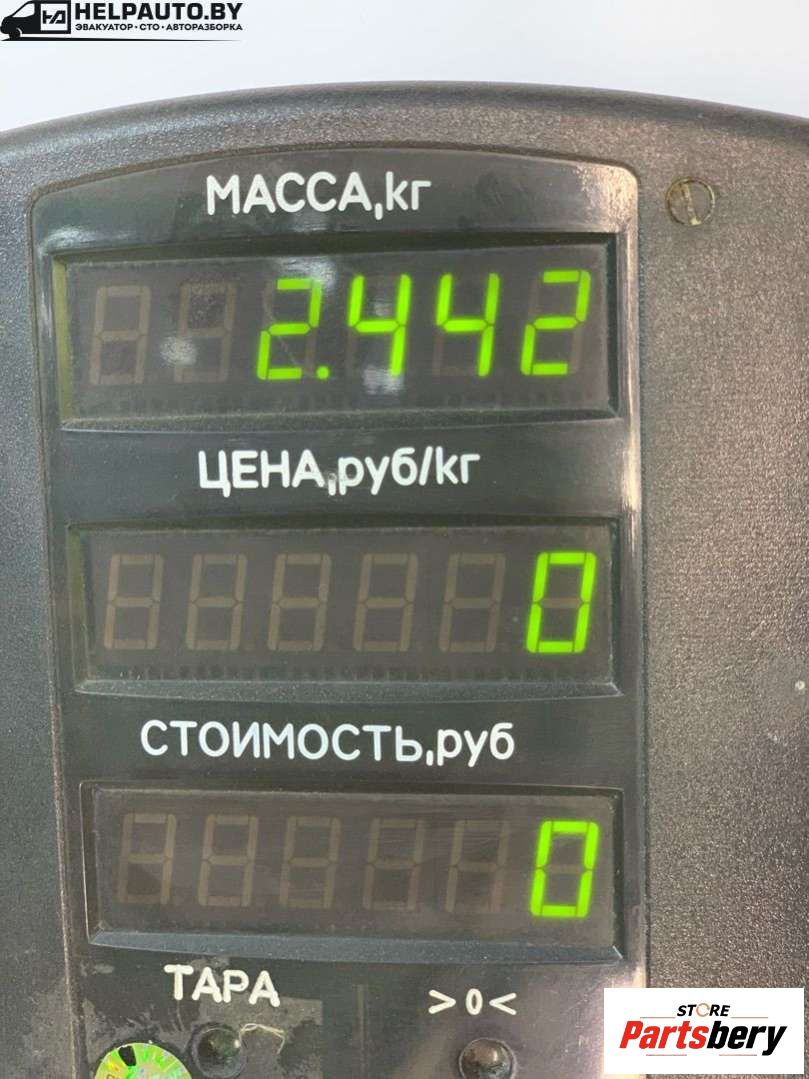 HELPAUTO.BY
ЭВАКУАТОР · СТО · АВТОРАЗБОРКА
МАССА,кг
2.442
ЦЕНА,руб/кг
0
СТОИМОСТЬ,руб
0
ТАРА >0<
STORE
Partsbery